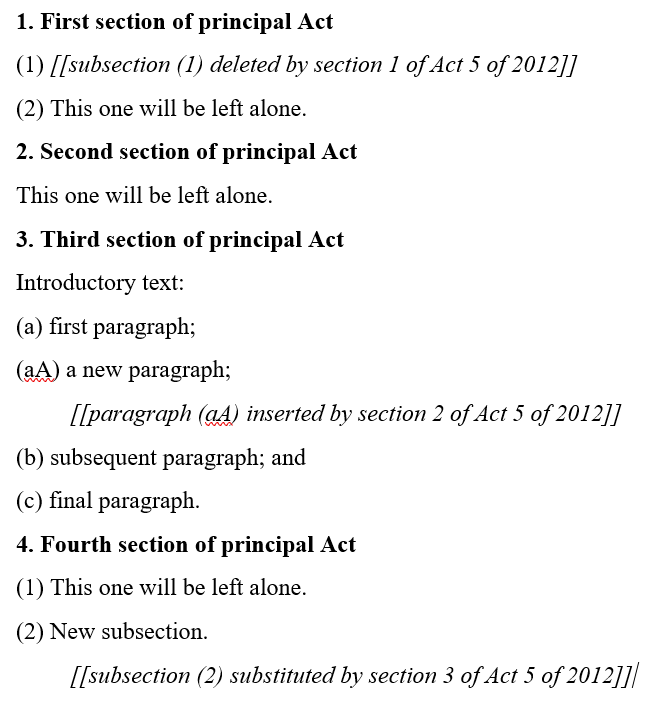 1. First section of principal Act
(1) [[subsection (1) deleted by section 1 of Act 5 of 2012]]
(2) This one will be left alone.
2. Second section of principal Act
This one will be left alone.
3. Third section of principal Act
Introductory text:
(a) first paragraph;
(aA) a new paragraph;
[[paragraph (aA) inserted by section 2 of Act 5 of 2012]]
(b) subsequent paragraph; and
(c) final paragraph.
4. Fourth section of principal Act
(1) This one will be left alone.
(2) New subsection.
[[subsection (2) substituted by section 3 of Act 5 of 2012]]